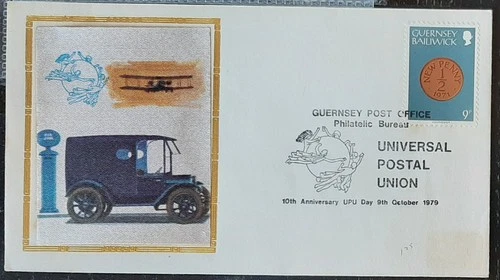 GUERNSEY
BAILIWICK
NEW PENNY
1/2
1971
9p
GUERNSEY POST OFFICE
Philatelic Bureau
UNIVERSAL
POSTAL
UNION
10th Anniversary UPU Day 9th October 1979